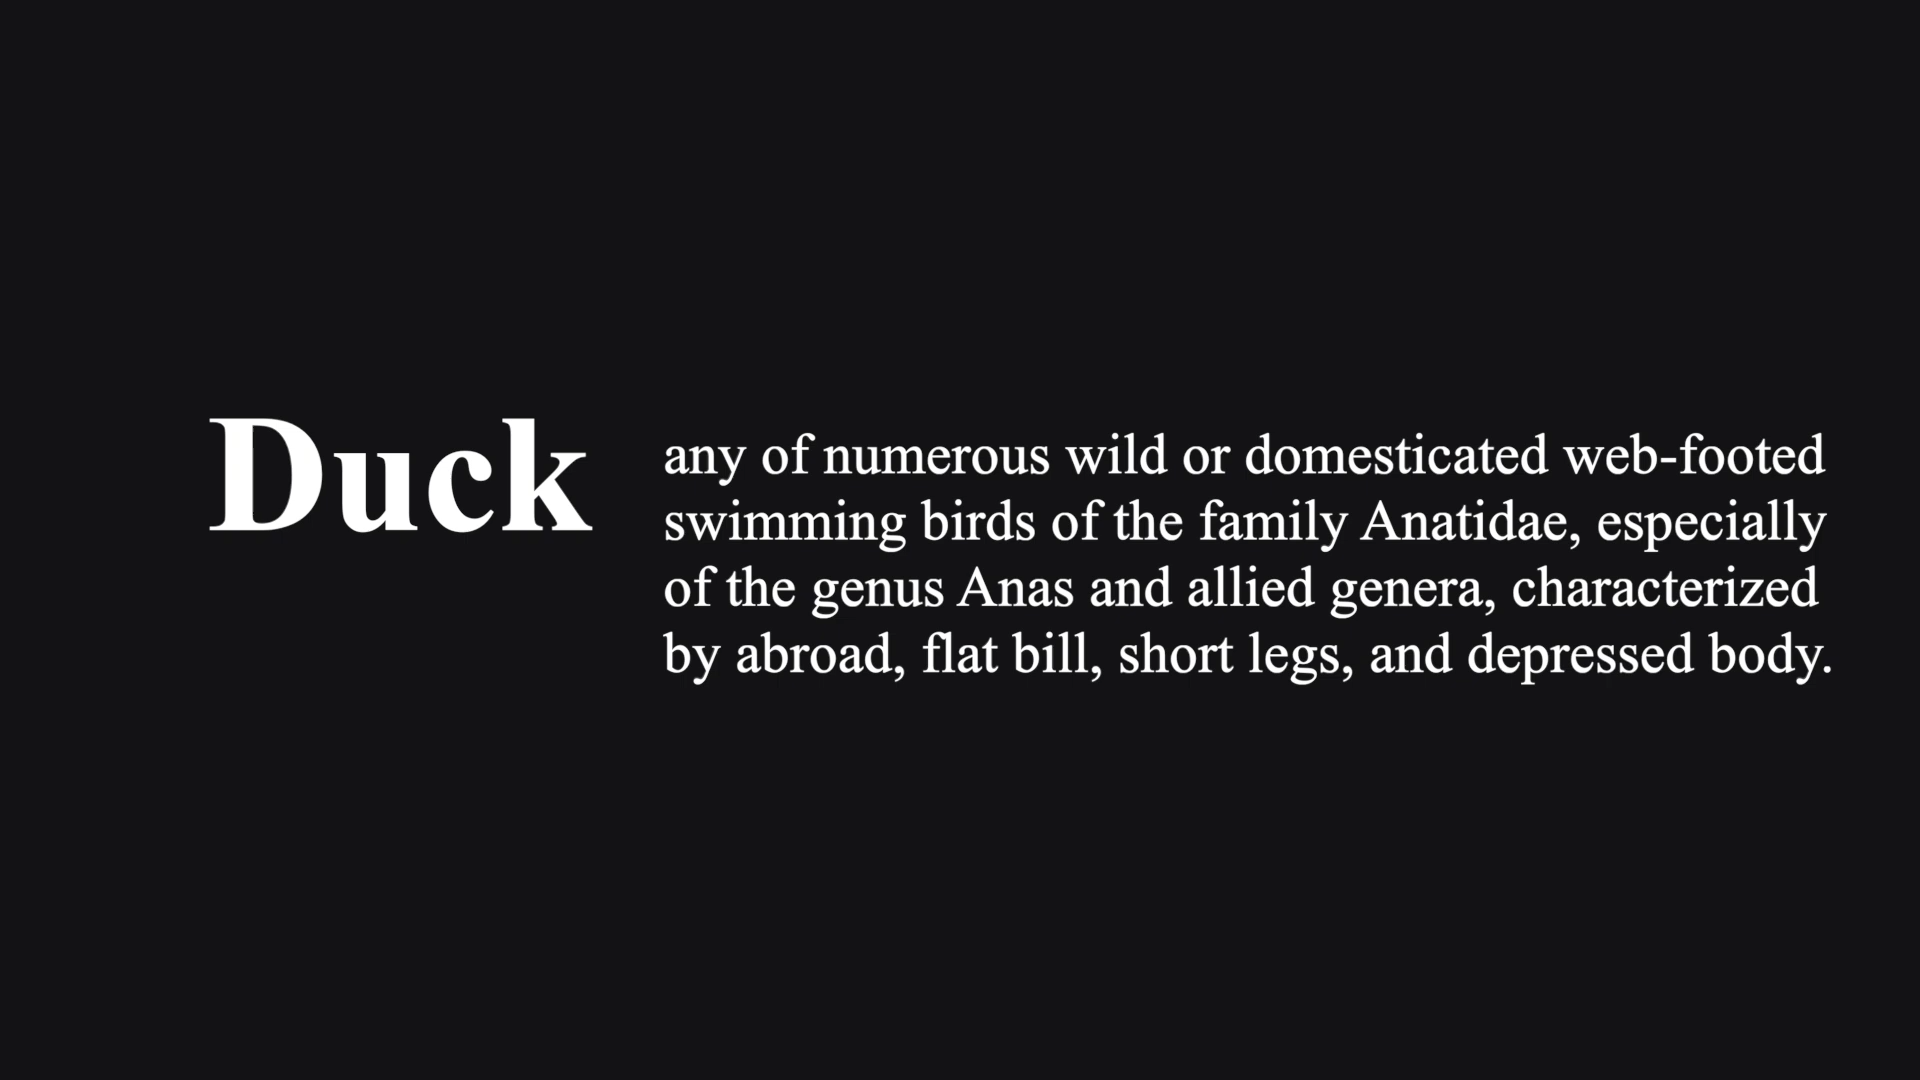 Duck
any of numerous wild or domesticated web-footed
swimming birds of the family Anatidae, especially
of the genus Anas and allied genera, characterized
by abroad, flat bill, short legs, and depressed body.